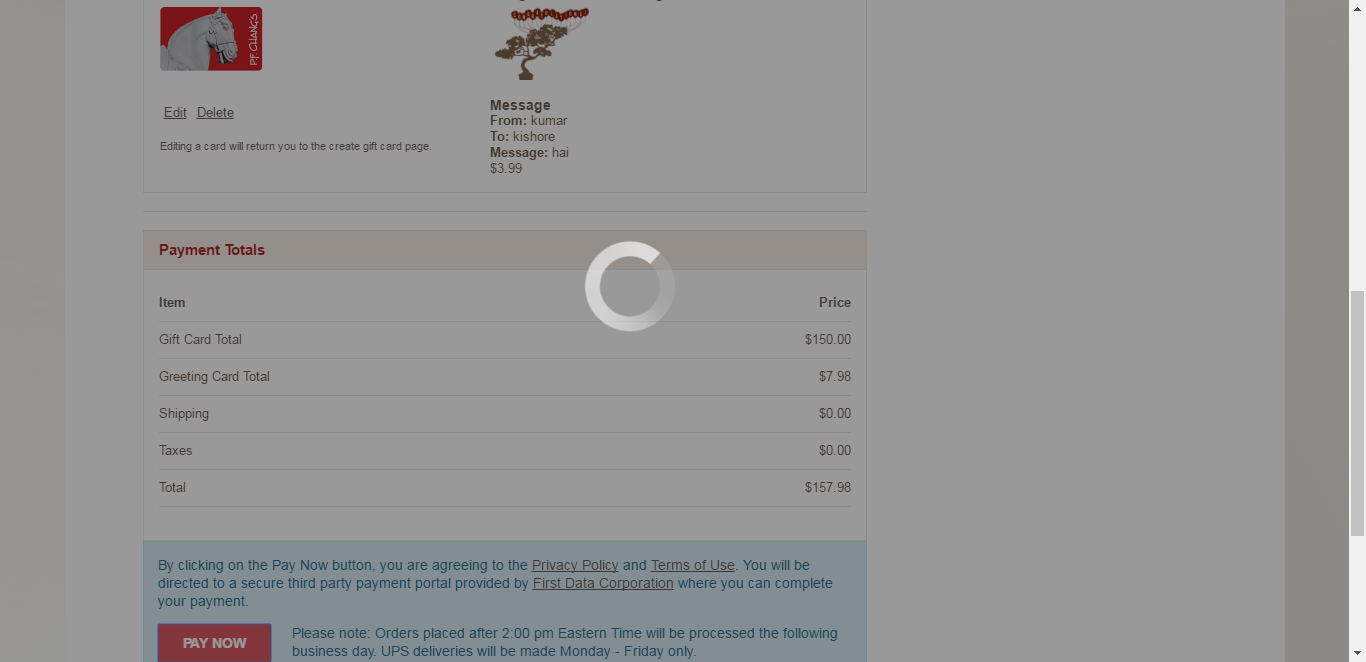 P.F. CHANG'S
Edit Delete
Editing a card will return you to the create gift card page.
Message
From: kumar
To: kishore
Message: hai
$3.99
Payment Totals
Item Price
Gift Card Total $150.00
Greeting Card Total $7.98
Shipping $0.00
Taxes $0.00
Total $157.98
By clicking on the Pay Now button, you are agreeing to the Privacy Policy and Terms of Use. You will be
directed to a secure third party payment portal provided by First Data Corporation where you can complete
your payment.
PAY NOW
Please note: Orders placed after 2:00 pm Eastern Time will be processed the following
business day. UPS deliveries will be made Monday - Friday only.